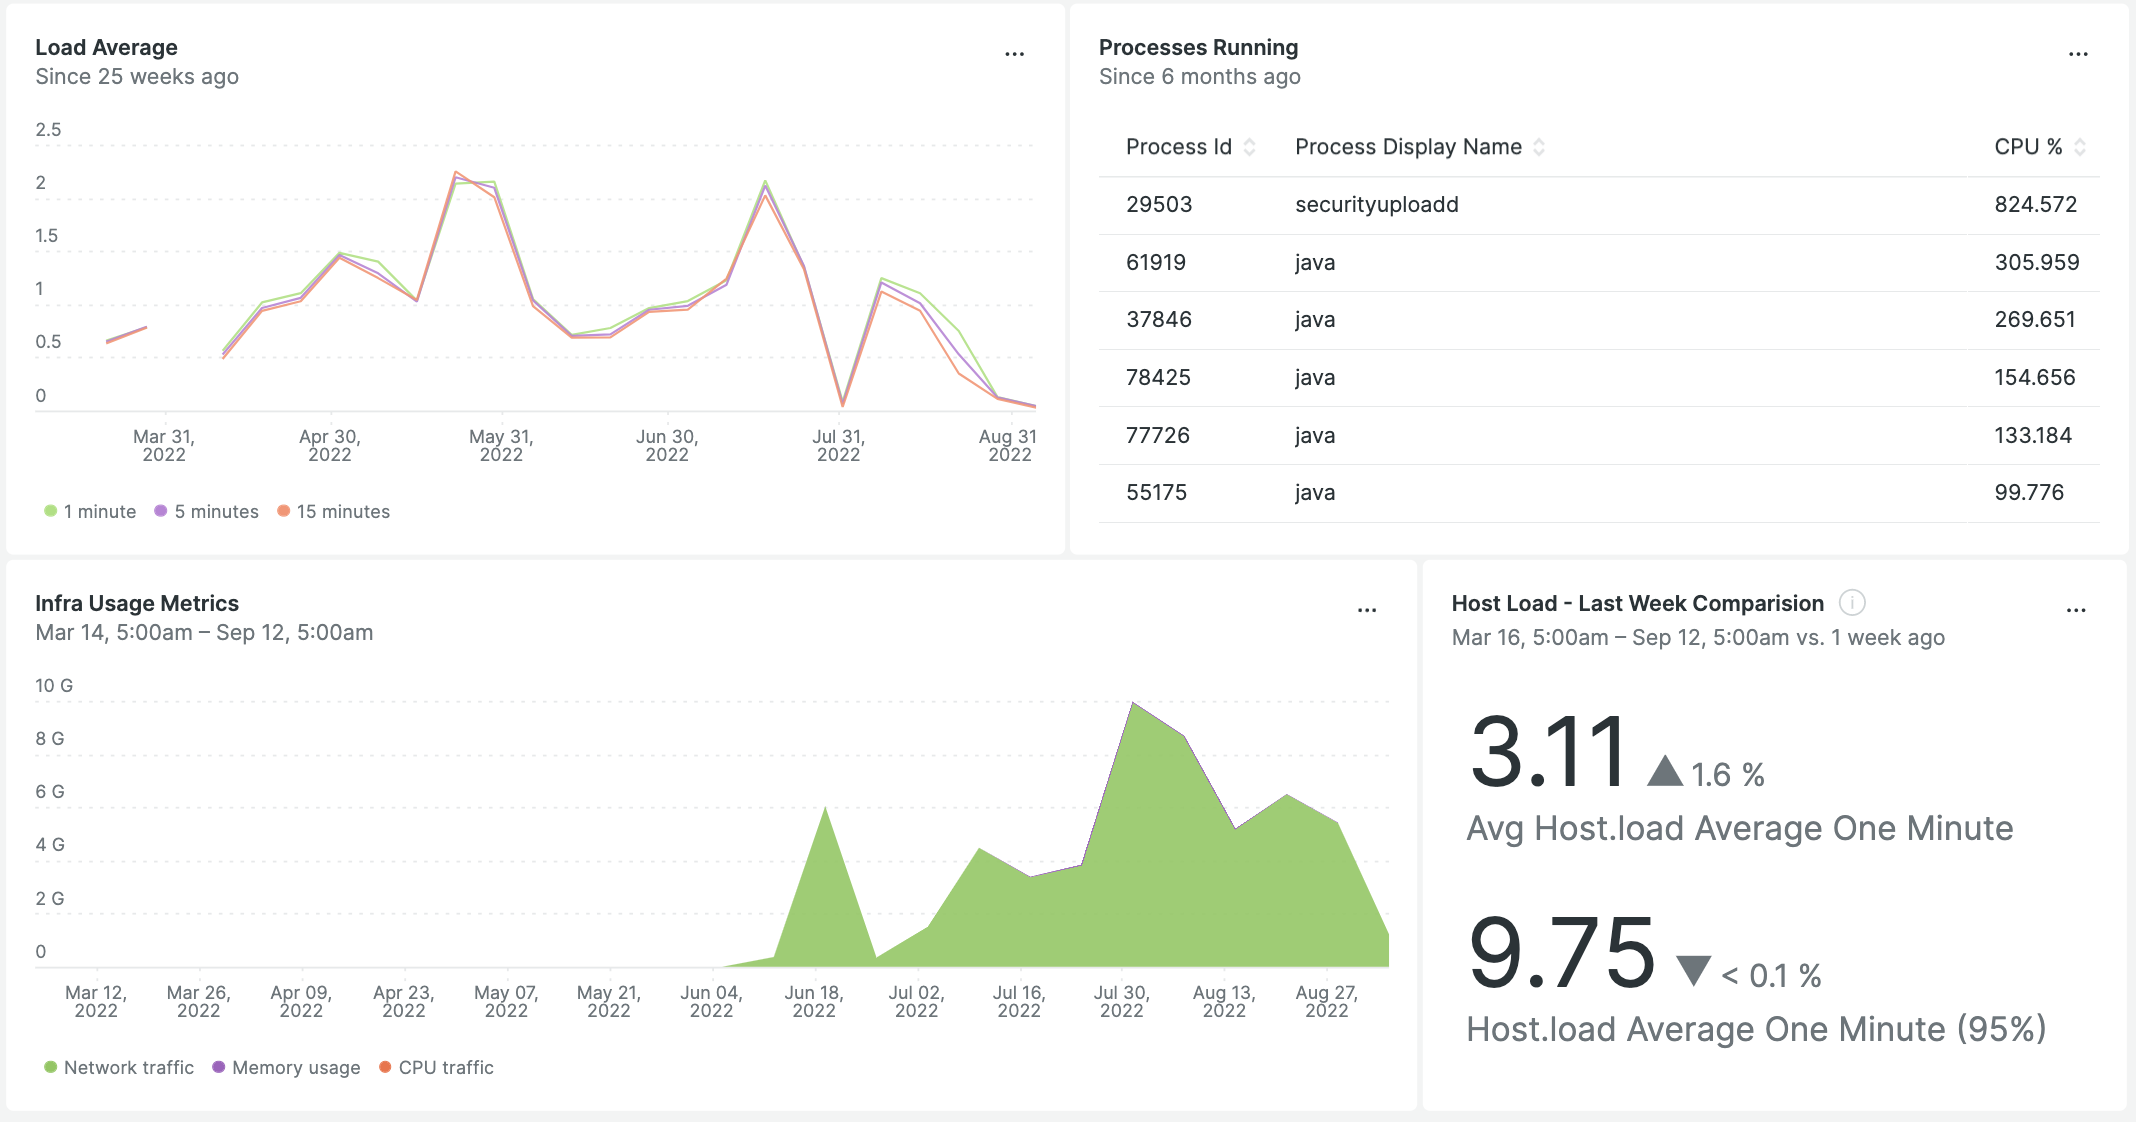 Load Average
Since 25 weeks ago
2.5
2
1.5
1
0.5
0
Mar 31, 2022
Apr 30, 2022
May 31, 2022
Jun 30, 2022
Jul 31, 2022
Aug 31 2022
1 minute 5 minutes 15 minutes
Processes Running
Since 6 months ago
Process Id Process Display Name CPU %
29503 securityuploadd 824.572
61919 java 305.959
37846 java 269.651
78425 java 154.656
77726 java 133.184
55175 java 99.776
Infra Usage Metrics
Mar 14, 5:00am – Sep 12, 5:00am
10 G
8 G
6 G
4 G
2 G
0
Mar 12, 2022
Mar 26, 2022
Apr 09, 2022
Apr 23, 2022
May 07, 2022
May 21, 2022
Jun 04, 2022
Jun 18, 2022
Jul 02, 2022
Jul 16, 2022
Jul 30, 2022
Aug 13, 2022
Aug 27, 2022
Network traffic Memory usage CPU traffic
Host Load - Last Week Comparision
Mar 16, 5:00am – Sep 12, 5:00am vs. 1 week ago
3.11 1.6 %
Avg Host.load Average One Minute
9.75 < 0.1 %
Host.load Average One Minute (95%)